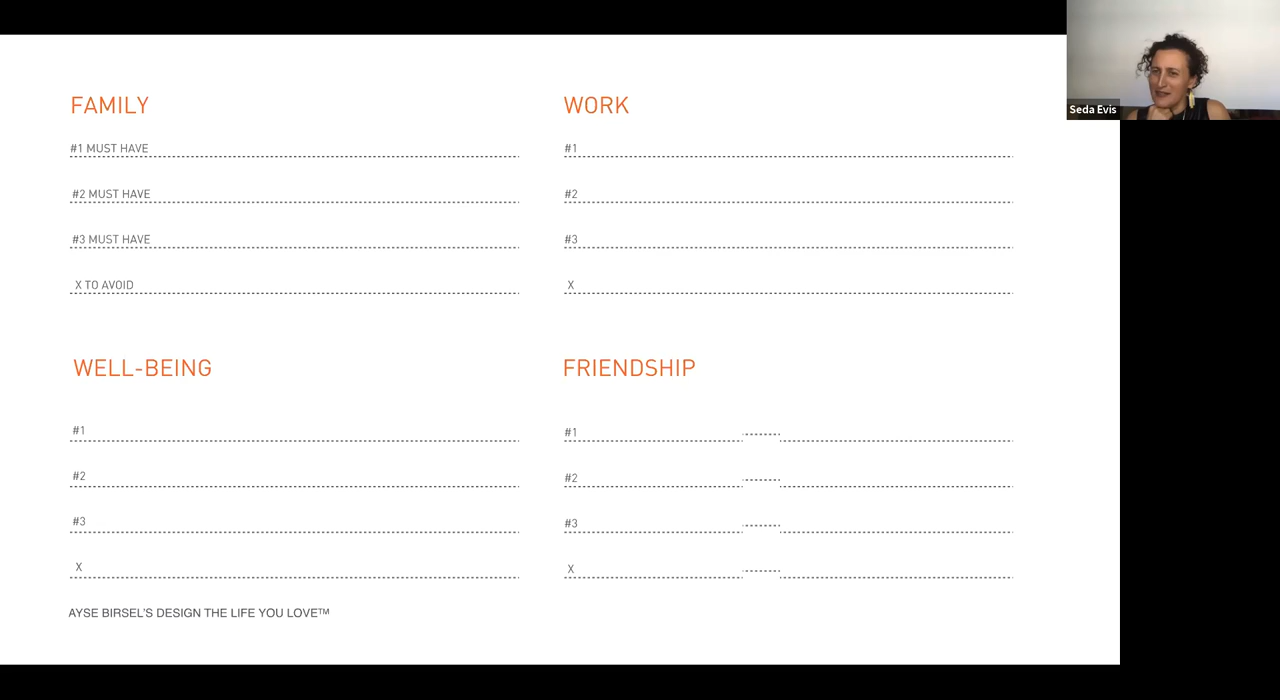 Seda Evis
FAMILY
#1 MUST HAVE
#2 MUST HAVE
#3 MUST HAVE
X TO AVOID
WORK
#1
#2
#3
X
WELL-BEING
#1
#2
#3
X
FRIENDSHIP
#1
#2
#3
X
AYSE BIRSEL'S DESIGN THE LIFE YOU LOVE™